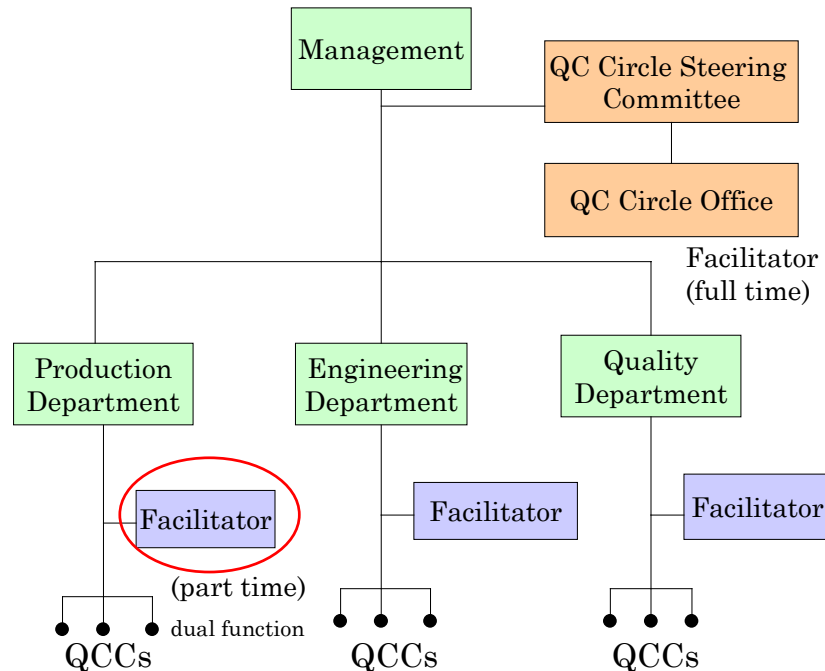 Management
QC Circle Steering
Committee
QC Circle Office
Facilitator
(full time)
Production
Department
Engineering
Department
Quality
Department
Facilitator
Facilitator
Facilitator
(part time)
dual function
QCCs
QCCs
QCCs